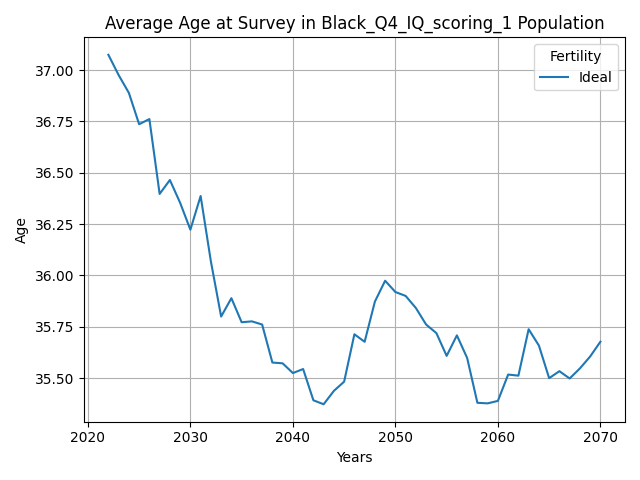 Average Age at Survey in Black_Q4_IQ_scoring_1 Population
Fertility
Ideal
37.00
36.75
36.50
36.25
36.00
35.75
35.50
Age
2020 2030 2040 2050 2060 2070
Years